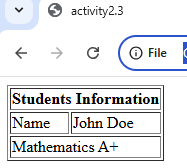 activity2.3
File
Students Information
Name John Doe
Mathematics A+